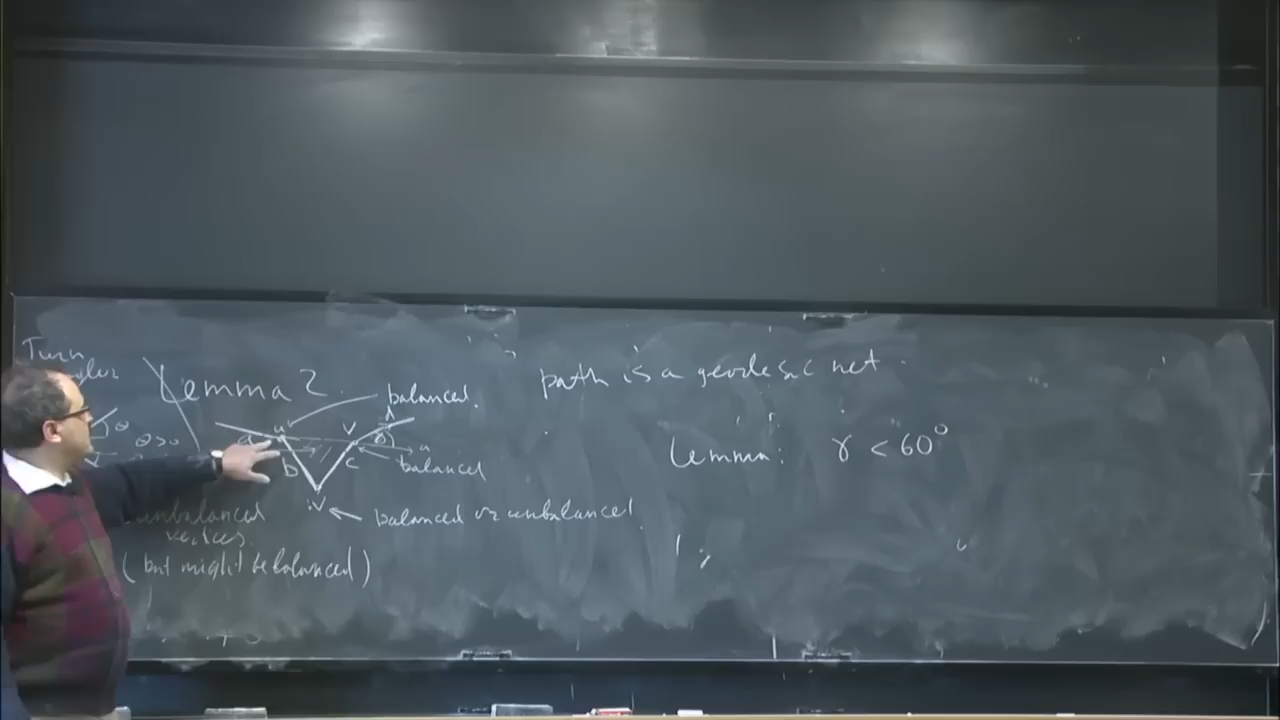 Turn
θ θ>0
Lemma 2.
balanced.
a u v d
b c a
balanced
w balanced or unbalanced.
unbalanced
vertices.
(but might be balanced)
path is a geodesic net.
Lemma: γ < 60°